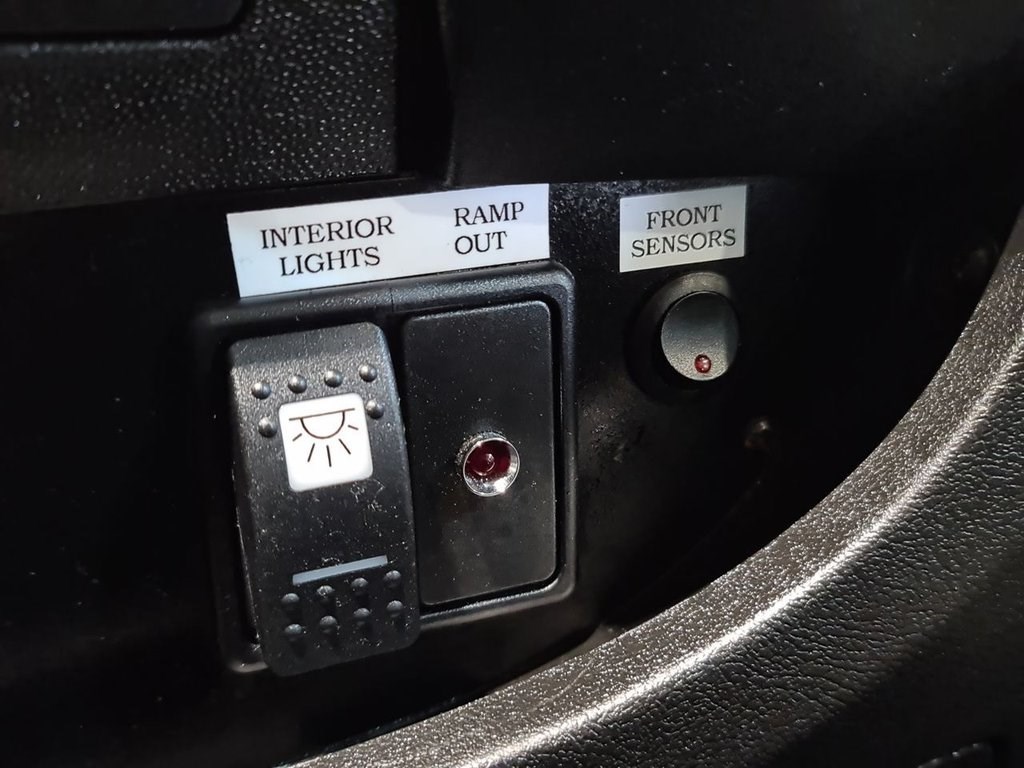 INTERIOR
LIGHTS
RAMP
OUT
FRONT
SENSORS